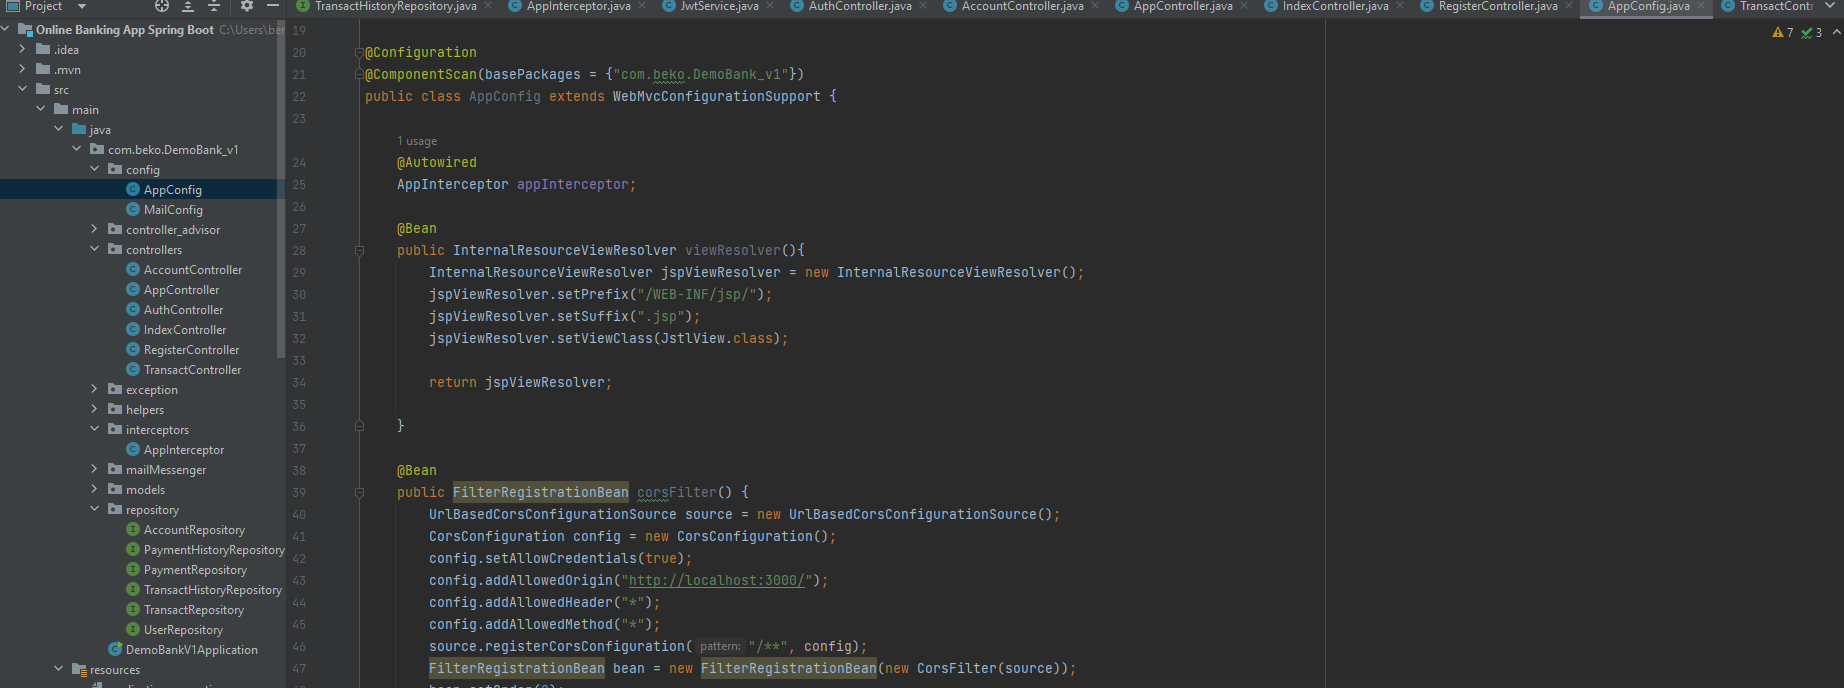 Project
TransactHistoryRepository.java
AppInterceptor.java
JwtService.java
AuthController.java
AccountController.java
AppController.java
IndexController.java
RegisterController.java
AppConfig.java
TransactContr
Online Banking App Spring Boot C:\Users\ber
.idea
.mvn
src
main
java
com.beko.DemoBank_v1
config
AppConfig
MailConfig
controller_advisor
controllers
AccountController
AppController
AuthController
IndexController
RegisterController
TransactController
exception
helpers
interceptors
AppInterceptor
mailMessenger
models
repository
AccountRepository
PaymentHistoryRepository
PaymentRepository
TransactHistoryRepository
TransactRepository
UserRepository
DemoBankV1Application
resources
7 3
19
20 @Configuration
21 @ComponentScan(basePackages = {"com.beko.DemoBank_v1"})
22 public class AppConfig extends WebMvcConfigurationSupport {
23
1 usage
24 @Autowired
25 AppInterceptor appInterceptor;
26
27 @Bean
28 public InternalResourceViewResolver viewResolver(){
29 InternalResourceViewResolver jspViewResolver = new InternalResourceViewResolver();
30 jspViewResolver.setPrefix("/WEB-INF/jsp/");
31 jspViewResolver.setSuffix(".jsp");
32 jspViewResolver.setViewClass(JstlView.class);
33
34 return jspViewResolver;
35
36 }
37
38 @Bean
39 public FilterRegistrationBean corsFilter() {
40 UrlBasedCorsConfigurationSource source = new UrlBasedCorsConfigurationSource();
41 CorsConfiguration config = new CorsConfiguration();
42 config.setAllowCredentials(true);
43 config.addAllowedOrigin("http://localhost:3000/");
44 config.addAllowedHeader("*");
45 config.addAllowedMethod("*");
46 source.registerCorsConfiguration( pattern: "/**", config);
47 FilterRegistrationBean bean = new FilterRegistrationBean(new CorsFilter(source));